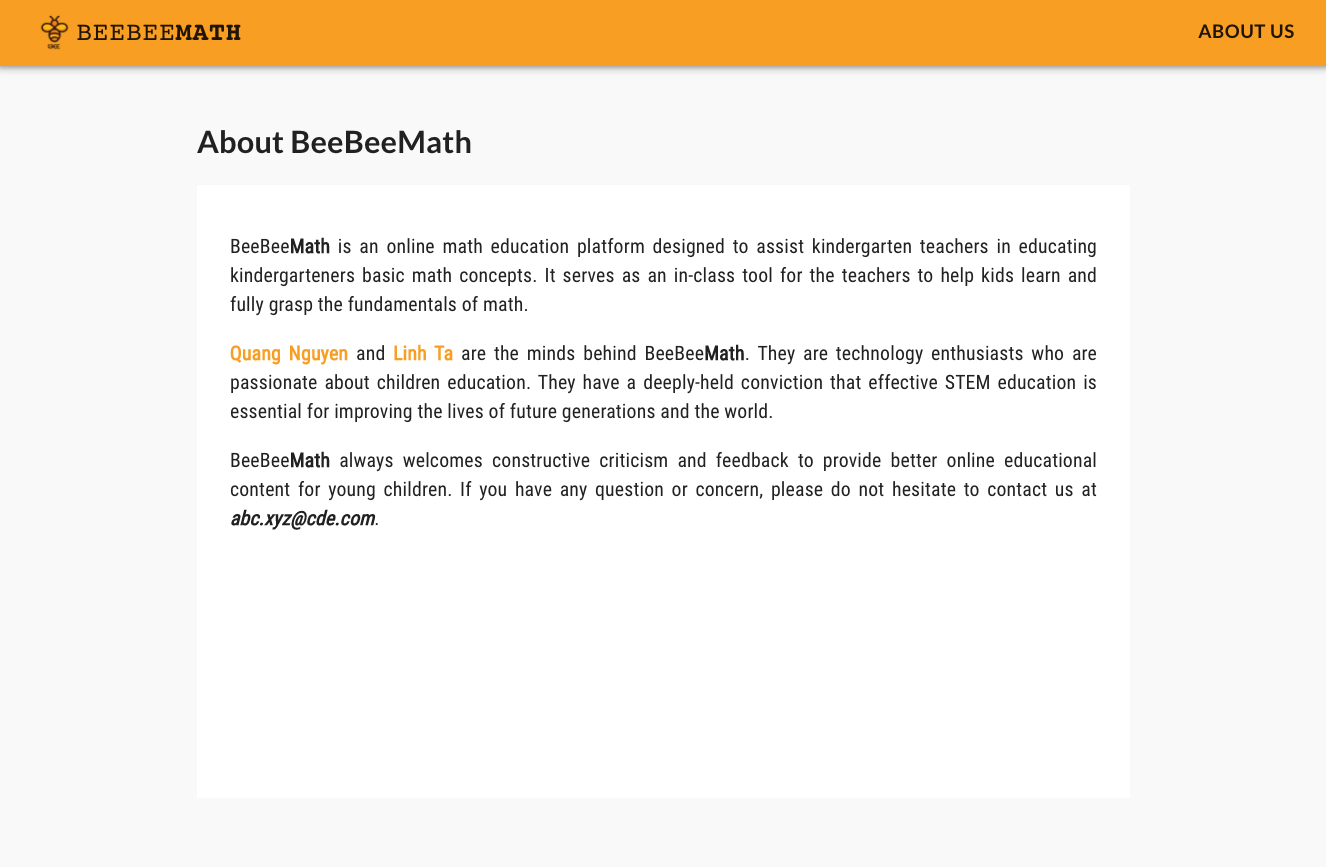 BEEBEEMATH
ABOUT US
About BeeBeeMath
BeeBeeMath is an online math education platform designed to assist kindergarten teachers in educating
kindergarteners basic math concepts. It serves as an in-class tool for the teachers to help kids learn and
fully grasp the fundamentals of math.
Quang Nguyen and Linh Ta are the minds behind BeeBeeMath. They are technology enthusiasts who are
passionate about children education. They have a deeply-held conviction that effective STEM education is
essential for improving the lives of future generations and the world.
BeeBeeMath always welcomes constructive criticism and feedback to provide better online educational
content for young children. If you have any question or concern, please do not hesitate to contact us at
abc.xyz@cde.com.